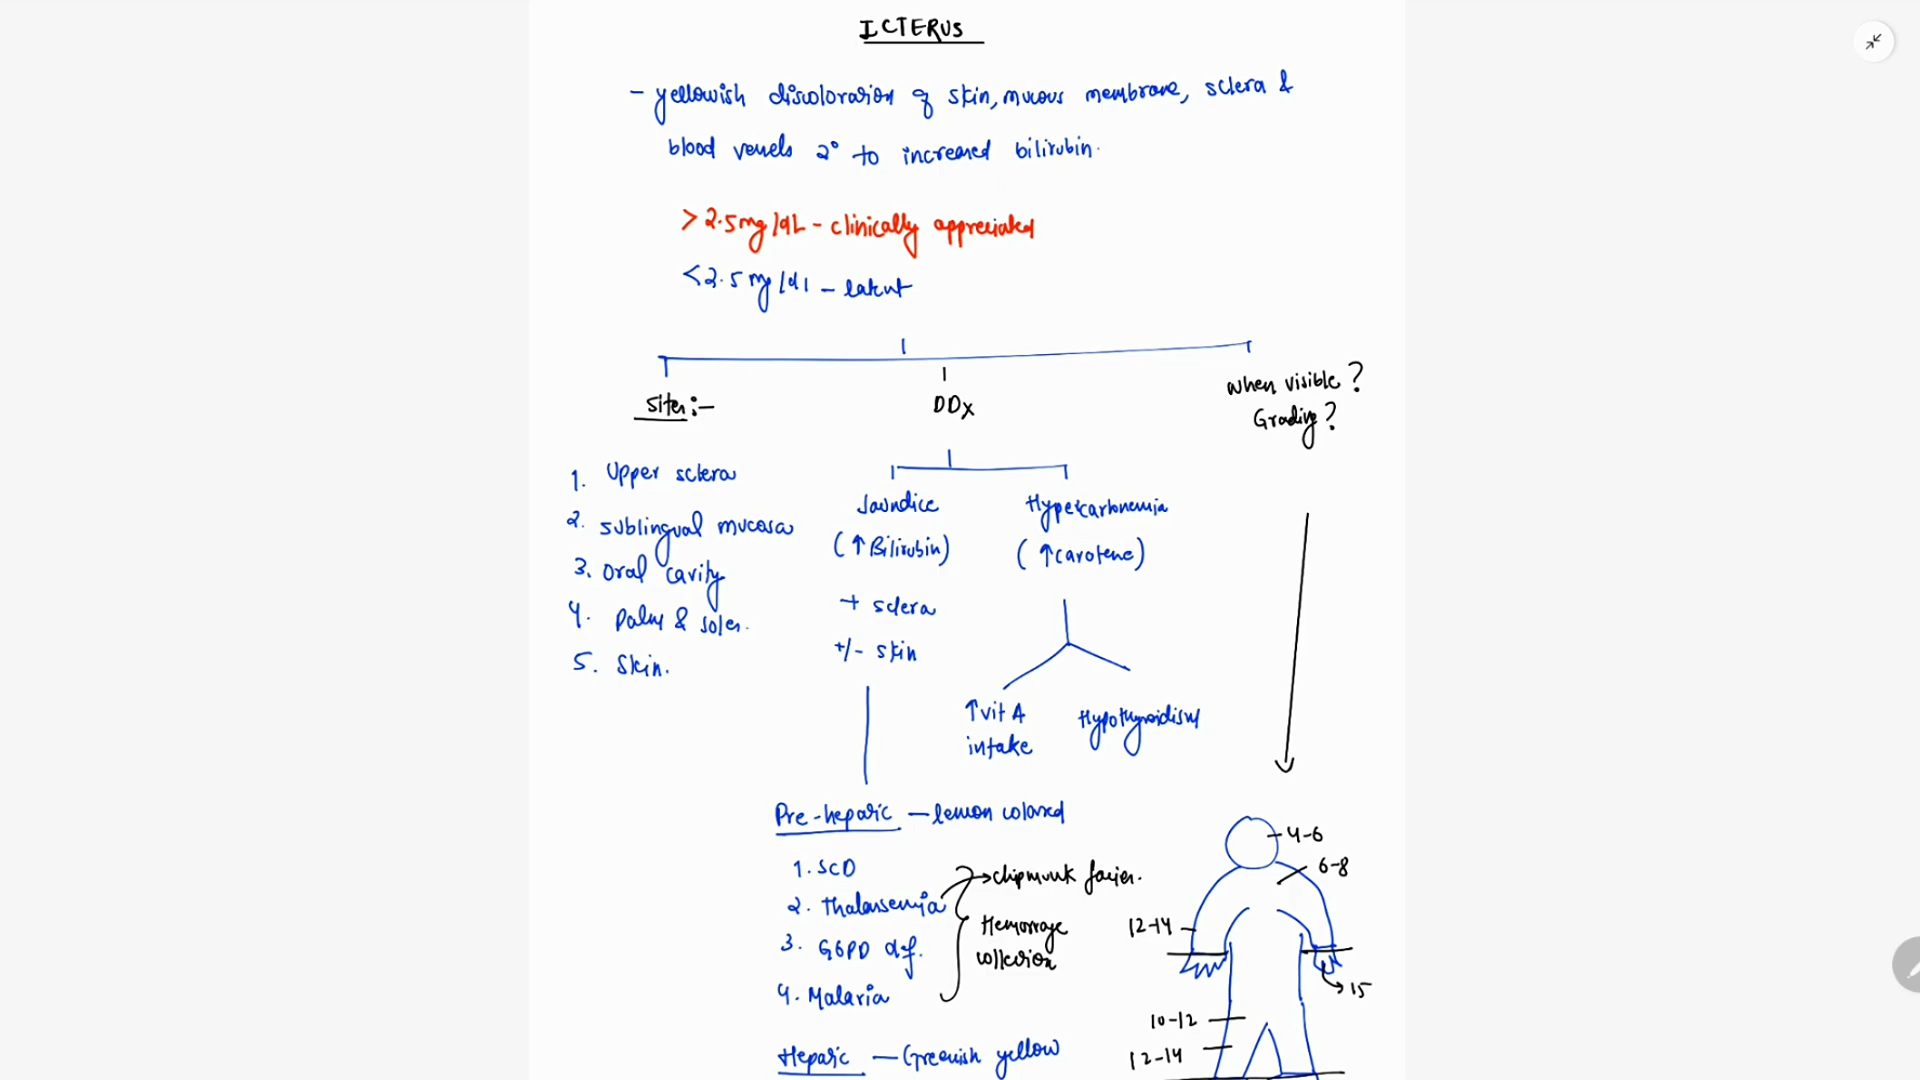 ICTERUS
- yellowish discoloration of skin, mucous membrane, sclera &
blood vessels 2° to increased bilirubin.
> 2.5mg/dL - clinically appreciated
<2.5 mg/dl - latent
Sites:-
1. Upper sclera
2. sublingual mucosa
3. oral cavity
4. Palms & soles.
5. Skin.
DDx
Jaundice
(↑Bilirubin)
+ sclera
+/- skin
Hypercarbonemia
(↑carotene)
↑vit A
intake
Hypothyroidism
When visible?
Grading?
Pre-hepatic - lemon colored
1. SCD
2. Thalassemia
3. G6PD def.
4. Malaria
→chipmunk facies.
Hemorrage
collection
Hepatic - Greenish yellow
4-6
6-8
12-14
15
10-12
12-14